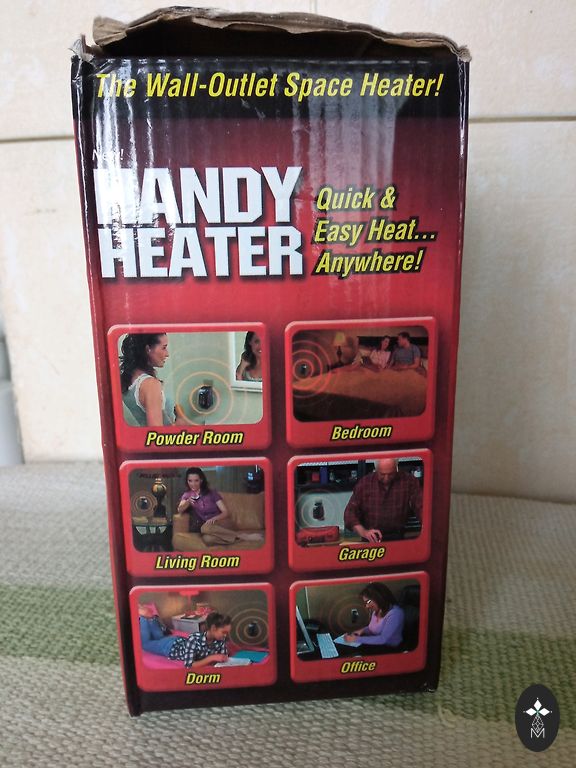 The Wall-Outlet Space Heater!
New!
HANDY
HEATER
Quick &
Easy Heat...
Anywhere!
Powder Room
Bedroom
Living Room
Garage
Dorm
Office
M